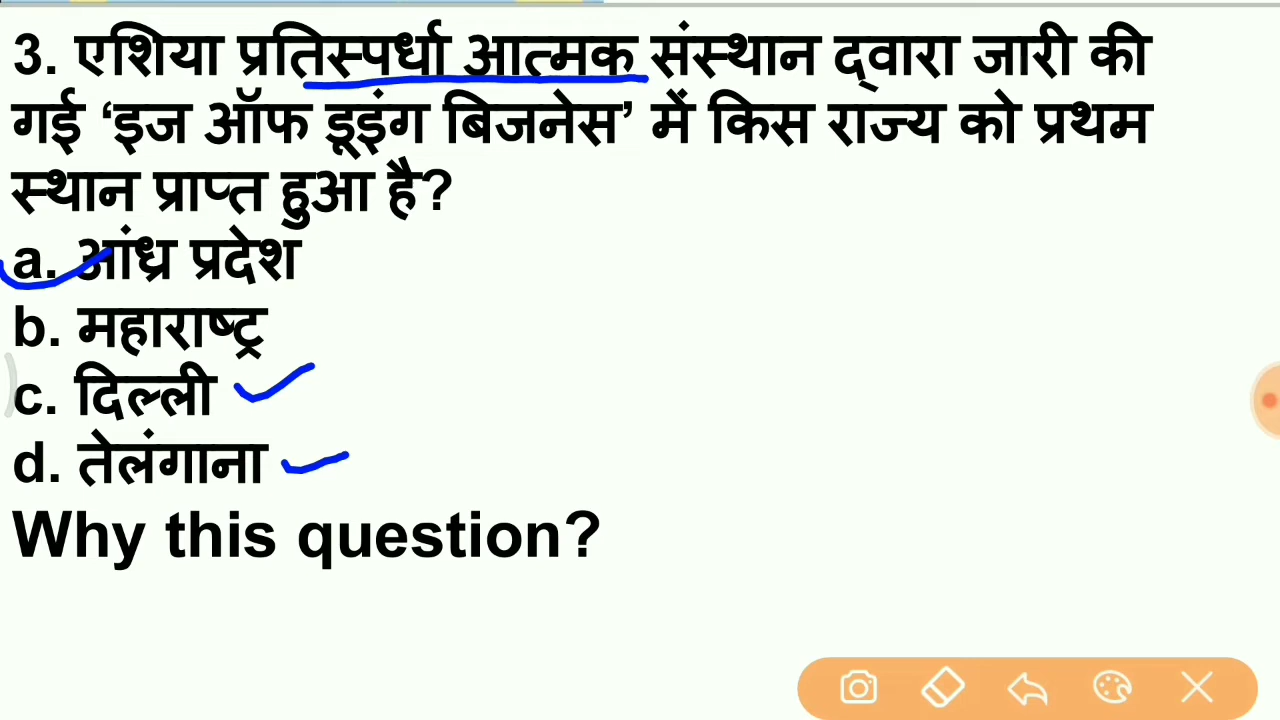 3. एशिया प्रतिस्पर्धा आत्मक संस्थान द्वारा जारी की
गई ‘इज ऑफ डूइंग बिजनेस’ में किस राज्य को प्रथम
स्थान प्राप्त हुआ है?
a. आंध्र प्रदेश
b. महाराष्ट्र
c. दिल्ली
d. तेलंगाना
Why this question?